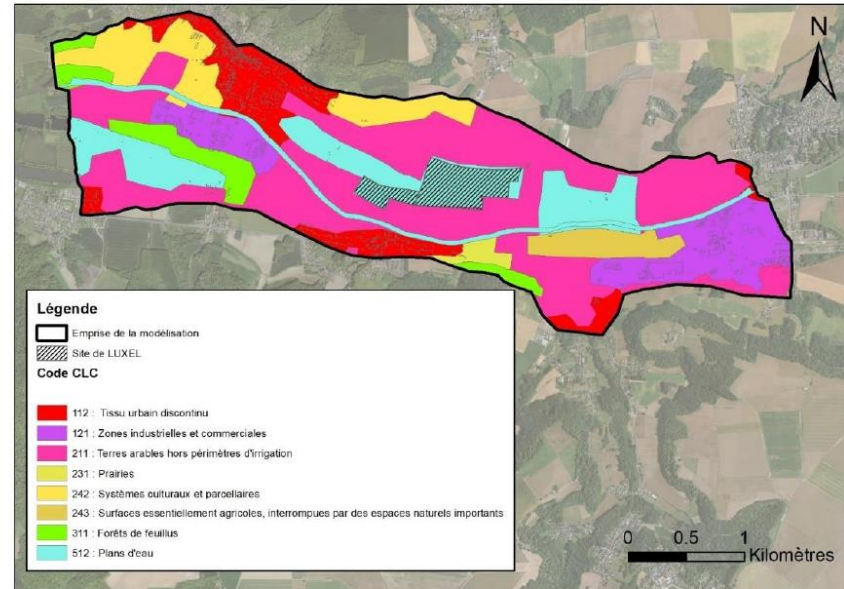 N
Légende
Emprise de la modélisation
Site de LUXEL
Code CLC
112 : Tissu urbain discontinu
121 : Zones industrielles et commerciales
211 : Terres arables hors périmètres d'irrigation
231 : Prairies
242 : Systèmes culturaux et parcellaires
243 : Surfaces essentiellement agricoles, interrompues par des espaces naturels importants
311 : Forêts de feuillus
512 : Plans d'eau
0 0.5 1
Kilomètres